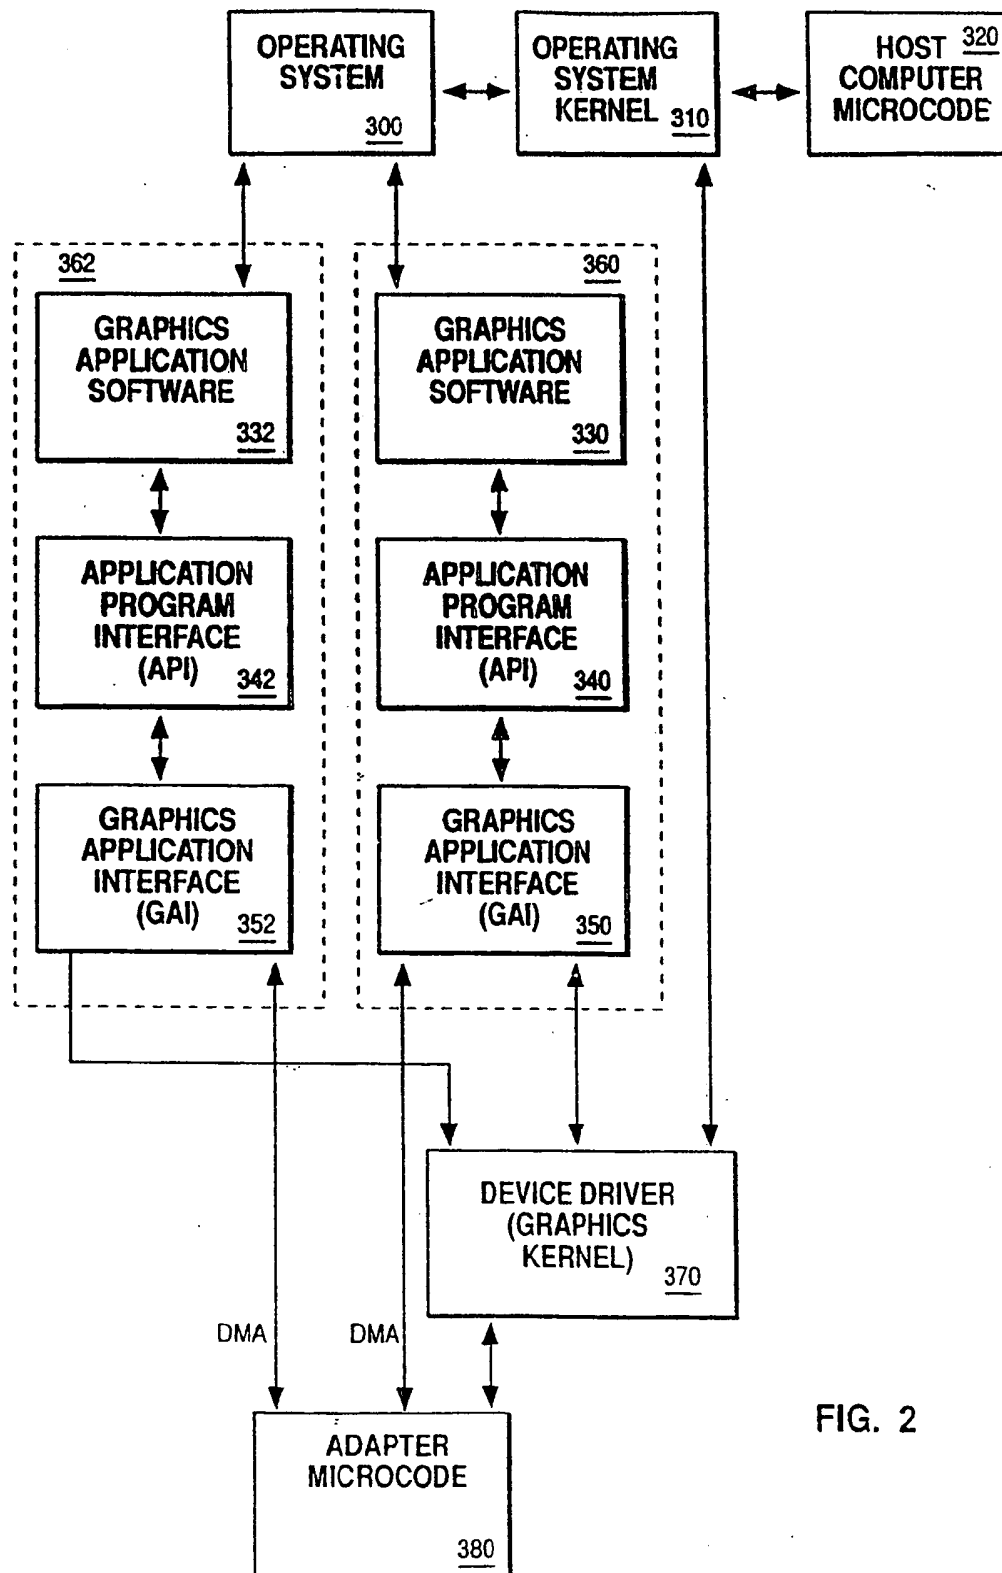 OPERATING
SYSTEM
300
OPERATING
SYSTEM
KERNEL
310
HOST 320
COMPUTER
MICROCODE
362
GRAPHICS
APPLICATION
SOFTWARE
332
360
GRAPHICS
APPLICATION
SOFTWARE
330
APPLICATION
PROGRAM
INTERFACE
(API)
342
APPLICATION
PROGRAM
INTERFACE
(API)
340
GRAPHICS
APPLICATION
INTERFACE
(GAI)
352
GRAPHICS
APPLICATION
INTERFACE
(GAI)
350
DEVICE DRIVER
(GRAPHICS
KERNEL)
370
DMA
DMA
ADAPTER
MICROCODE
380
FIG. 2